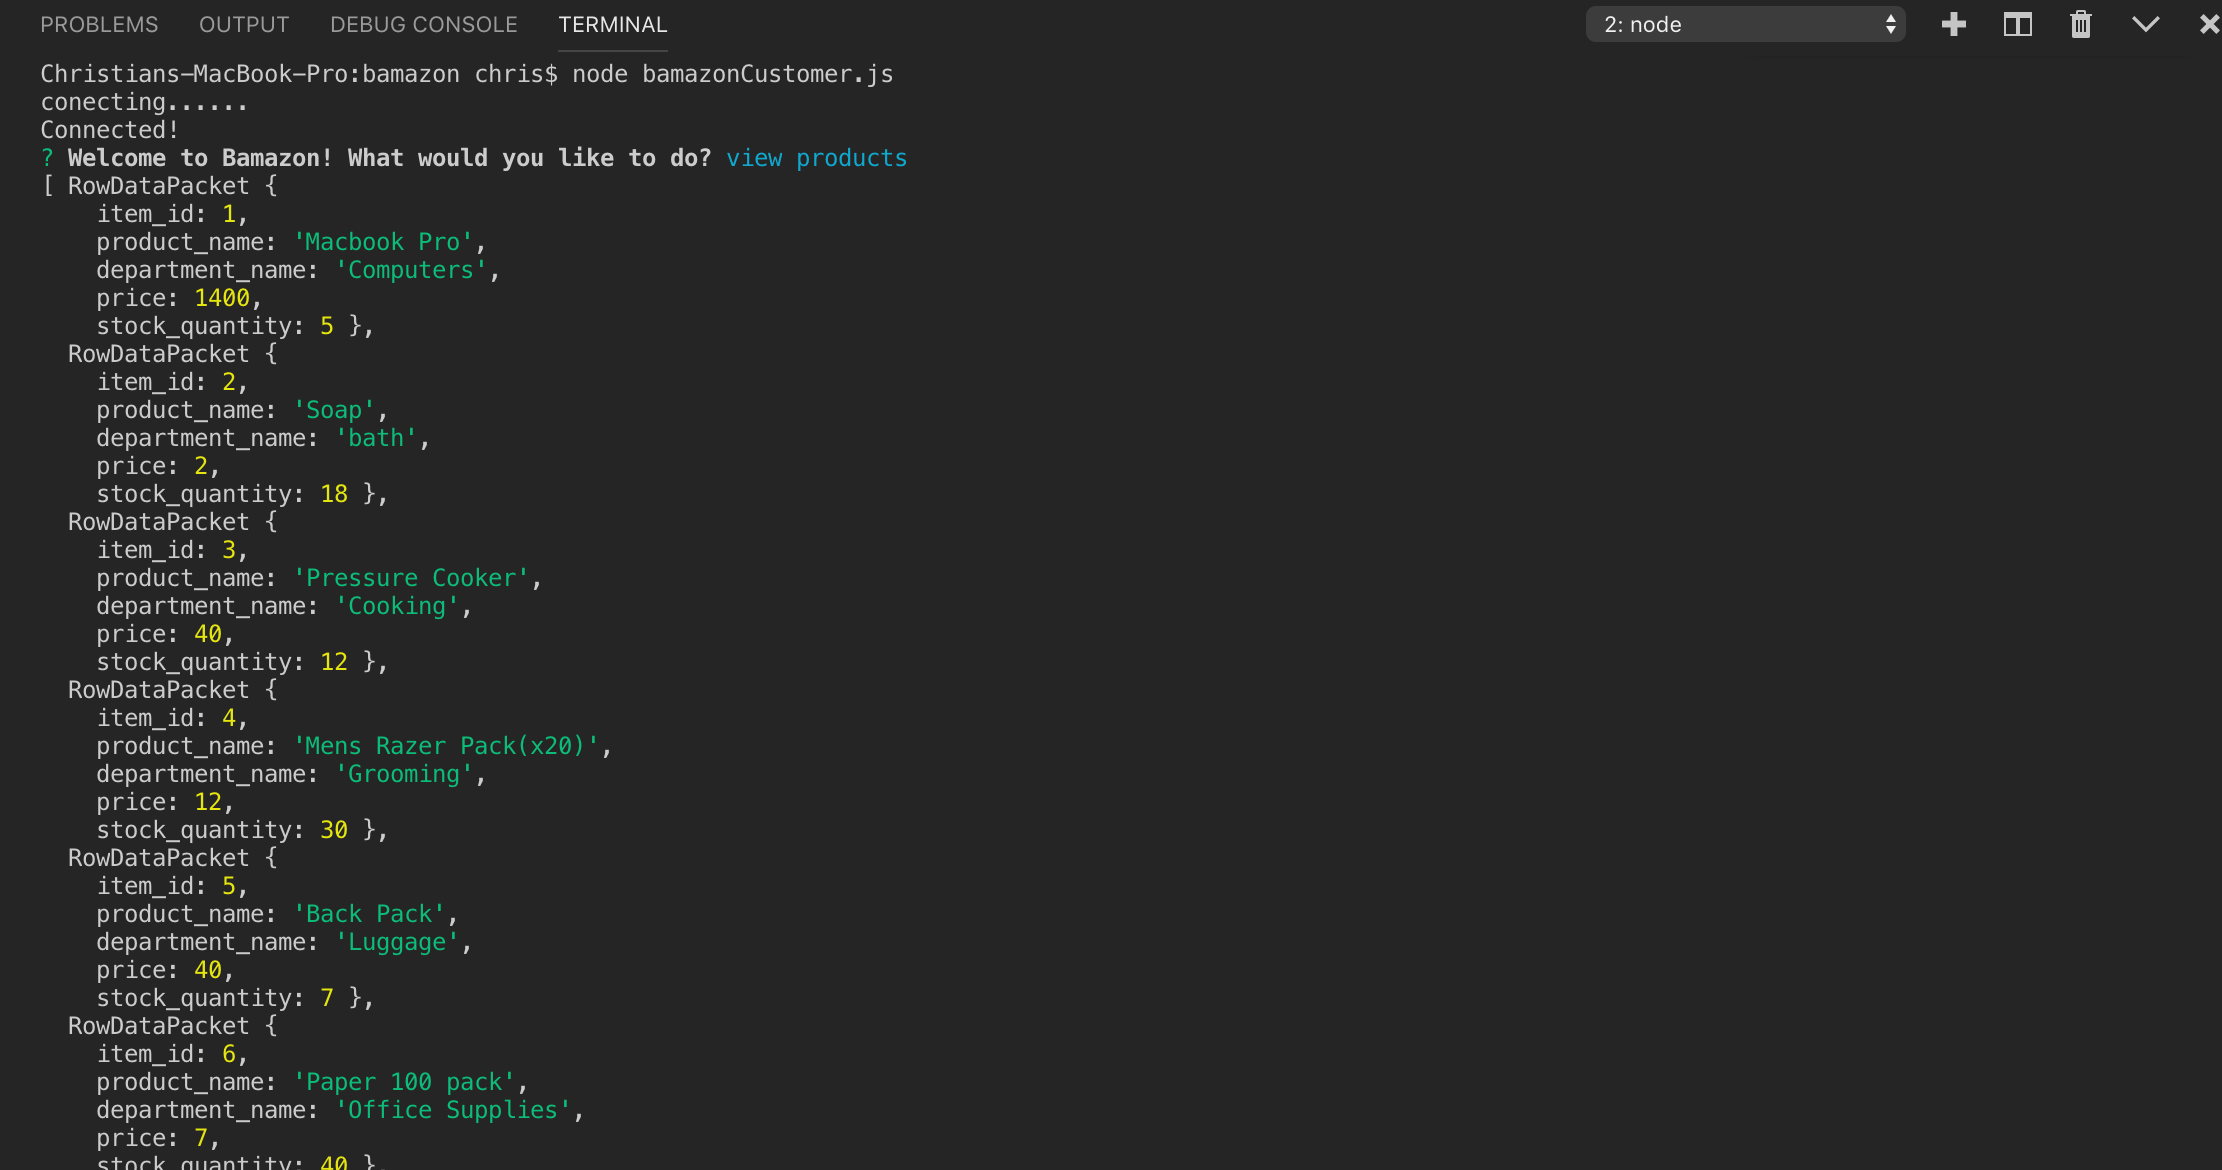 PROBLEMS OUTPUT DEBUG CONSOLE TERMINAL 2: node
Christians-MacBook-Pro:bamazon chris$ node bamazonCustomer.js
conecting......
Connected!
? Welcome to Bamazon! What would you like to do? view products
[ RowDataPacket {
    item_id: 1,
    product_name: 'Macbook Pro',
    department_name: 'Computers',
    price: 1400,
    stock_quantity: 5 },
  RowDataPacket {
    item_id: 2,
    product_name: 'Soap',
    department_name: 'bath',
    price: 2,
    stock_quantity: 18 },
  RowDataPacket {
    item_id: 3,
    product_name: 'Pressure Cooker',
    department_name: 'Cooking',
    price: 40,
    stock_quantity: 12 },
  RowDataPacket {
    item_id: 4,
    product_name: 'Mens Razer Pack(x20)',
    department_name: 'Grooming',
    price: 12,
    stock_quantity: 30 },
  RowDataPacket {
    item_id: 5,
    product_name: 'Back Pack',
    department_name: 'Luggage',
    price: 40,
    stock_quantity: 7 },
  RowDataPacket {
    item_id: 6,
    product_name: 'Paper 100 pack',
    department_name: 'Office Supplies',
    price: 7,
    stock_quantity: 40 },